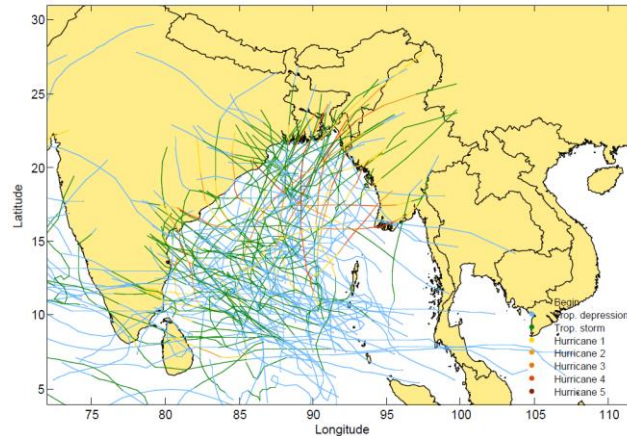 30
25
20
15
10
5
Latitude
75
80
85
90
95
100
105
110
Longitude
Begin
Trop. depression
Trop. storm
Hurricane 1
Hurricane 2
Hurricane 3
Hurricane 4
Hurricane 5